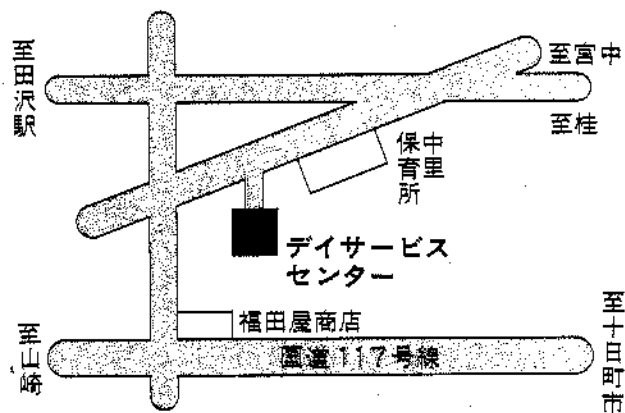 至田沢駅
至宮中
至桂
中里
保育所
デイサービス
センター
福田屋商店
国道117号線
至山崎
至十日町市